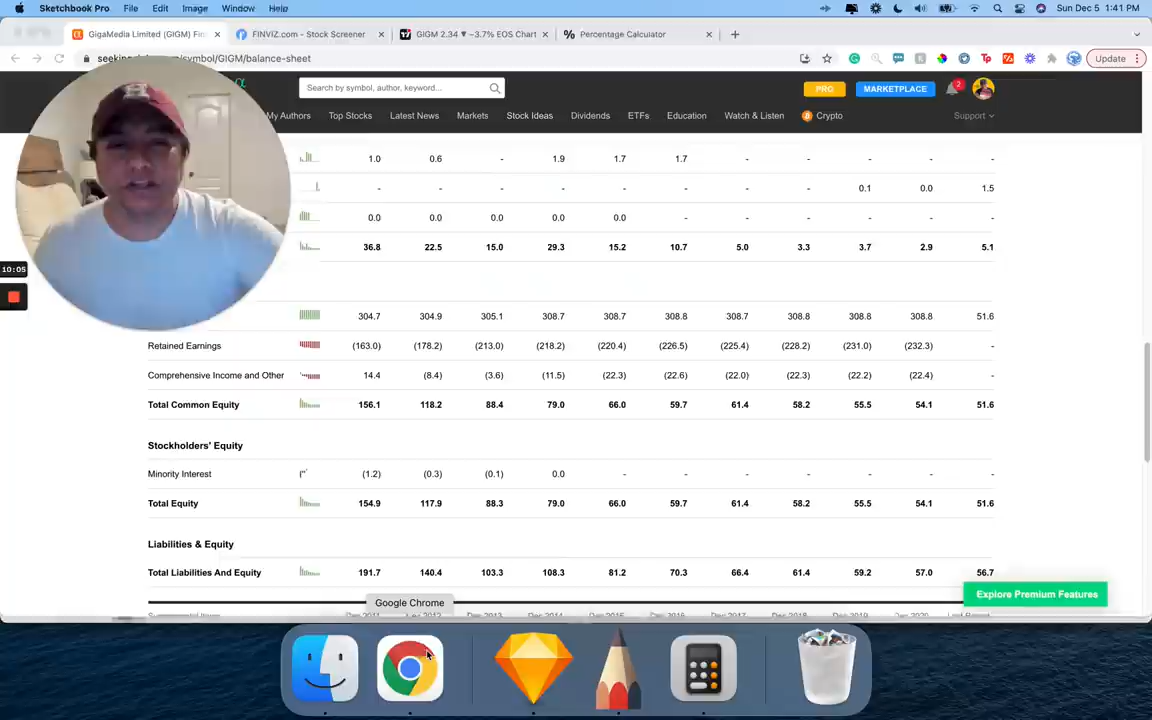 Sketchbook Pro File Edit Image Window Help Sun Dec 5 1:41 PM
GigaMedia Limited (GIGM) Fin FINVIZ.com - Stock Screener GIGM 2.34 ▼ −3.7% EOS Chart Percentage Calculator
/symbol/GIGM/balance-sheet Update
Search by symbol, author, keyword... PRO MARKETPLACE 2
My Authors Top Stocks Latest News Markets Stock Ideas Dividends ETFs Education Watch & Listen Crypto Support
1.0 0.6 - 1.9 1.7 1.7 - - - - -
- - - - - - - - 0.1 0.0 1.5
0.0 0.0 0.0 0.0 0.0 - - - - - -
36.8 22.5 15.0 29.3 15.2 10.7 5.0 3.3 3.7 2.9 5.1
10:05
304.7 304.9 305.1 308.7 308.7 308.8 308.7 308.8 308.8 308.8 51.6
Retained Earnings (163.0) (178.2) (213.0) (218.2) (220.4) (226.5) (225.4) (228.2) (231.0) (232.3) -
Comprehensive Income and Other 14.4 (8.4) (3.6) (11.5) (22.3) (22.6) (22.0) (22.3) (22.2) (22.4) -
Total Common Equity 156.1 118.2 88.4 79.0 66.0 59.7 61.4 58.2 55.5 54.1 51.6
Stockholders' Equity
Minority Interest (1.2) (0.3) (0.1) 0.0 - - - - - - -
Total Equity 154.9 117.9 88.3 79.0 66.0 59.7 61.4 58.2 55.5 54.1 51.6
Liabilities & Equity
Total Liabilities And Equity 191.7 140.4 103.3 108.3 81.2 70.3 66.4 61.4 59.2 57.0 56.7
Explore Premium Features
Google Chrome